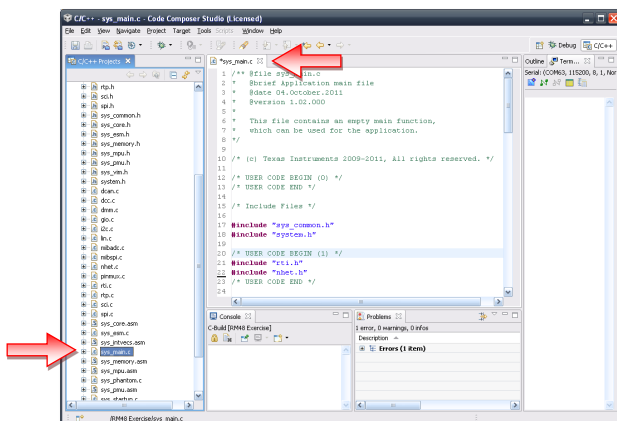 C/C++ - sys_main.c - Code Composer Studio (Licensed)
File Edit View Navigate Project Target Tools Scripts Window Help
Debug C/C++
C/C++ Projects
rtp.h
sci.h
spi.h
sys_common.h
sys_core.h
sys_esm.h
sys_memory.h
sys_mpu.h
sys_pmu.h
sys_vim.h
system.h
dcan.c
dcc.c
dmm.c
gio.c
i2c.c
lin.c
mibadc.c
mibspi.c
nhet.c
pinmux.c
rti.c
rtp.c
sci.c
spi.c
sys_core.asm
sys_esm.c
sys_intvecs.asm
sys_main.c
sys_memory.asm
sys_mpu.asm
sys_phantom.c
sys_pmu.asm
sys_startup.c
*sys_main.c
1 /** @file sys_main.c
2 * @brief Application main file
3 * @date 04.October.2011
4 * @version 1.02.000
5 *
6 * This file contains an empty main function,
7 * which can be used for the application.
8 */
9
10 /* (c) Texas Instruments 2009-2011, All rights reserved. */
11
12 /* USER CODE BEGIN (0) */
13 /* USER CODE END */
14
15 /* Include Files */
16
17 #include "sys_common.h"
18 #include "system.h"
19
20 /* USER CODE BEGIN (1) */
21 #include "rti.h"
22 #include "nhet.h"
23 /* USER CODE END */
24
Console
C-Build [RM48 Exercise]
Problems
1 error, 0 warnings, 0 infos
Description
Errors (1 item)
Outline Term...
Serial: (COM63, 115200, 8, 1, Nor
/RM48 Exercise/sys_main.c